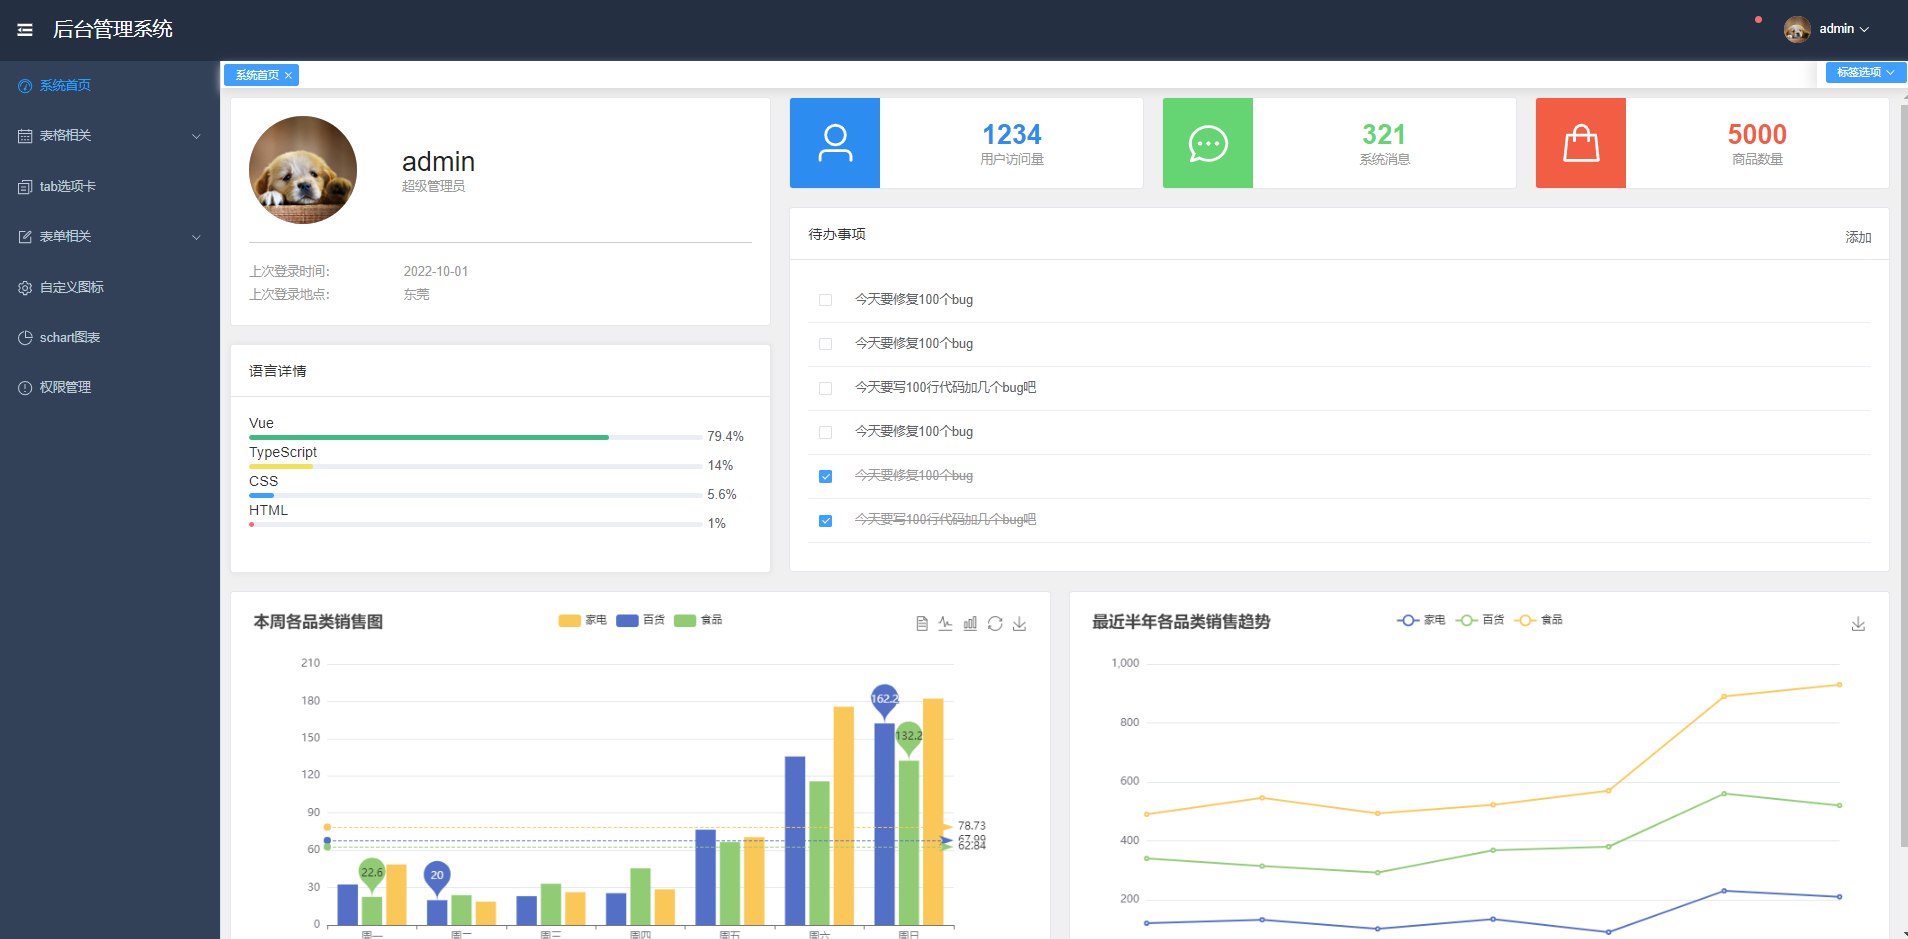 后台管理系统
admin
系统首页
表格相关
tab选项卡
表单相关
自定义图标
schart图表
权限管理
系统首页
标签选项
admin
超级管理员
上次登录时间: 2022-10-01
上次登录地点: 东莞
1234
用户访问量
321
系统消息
5000
商品数量
语言详情
Vue
79.4%
TypeScript
14%
CSS
5.6%
HTML
1%
待办事项
添加
今天要修复100个bug
今天要修复100个bug
今天要写100行代码加几个bug吧
今天要修复100个bug
今天要修复100个bug
今天要写100行代码加几个bug吧
本周各品类销售图
家电 百货 食品
210
180
150
120
90
60
30
0
162.2
132.2
22.6
20
78.73
67.99
62.84
周一 周二 周三 周四 周五 周六 周日
最近半年各品类销售趋势
家电 百货 食品
1,000
800
600
400
200